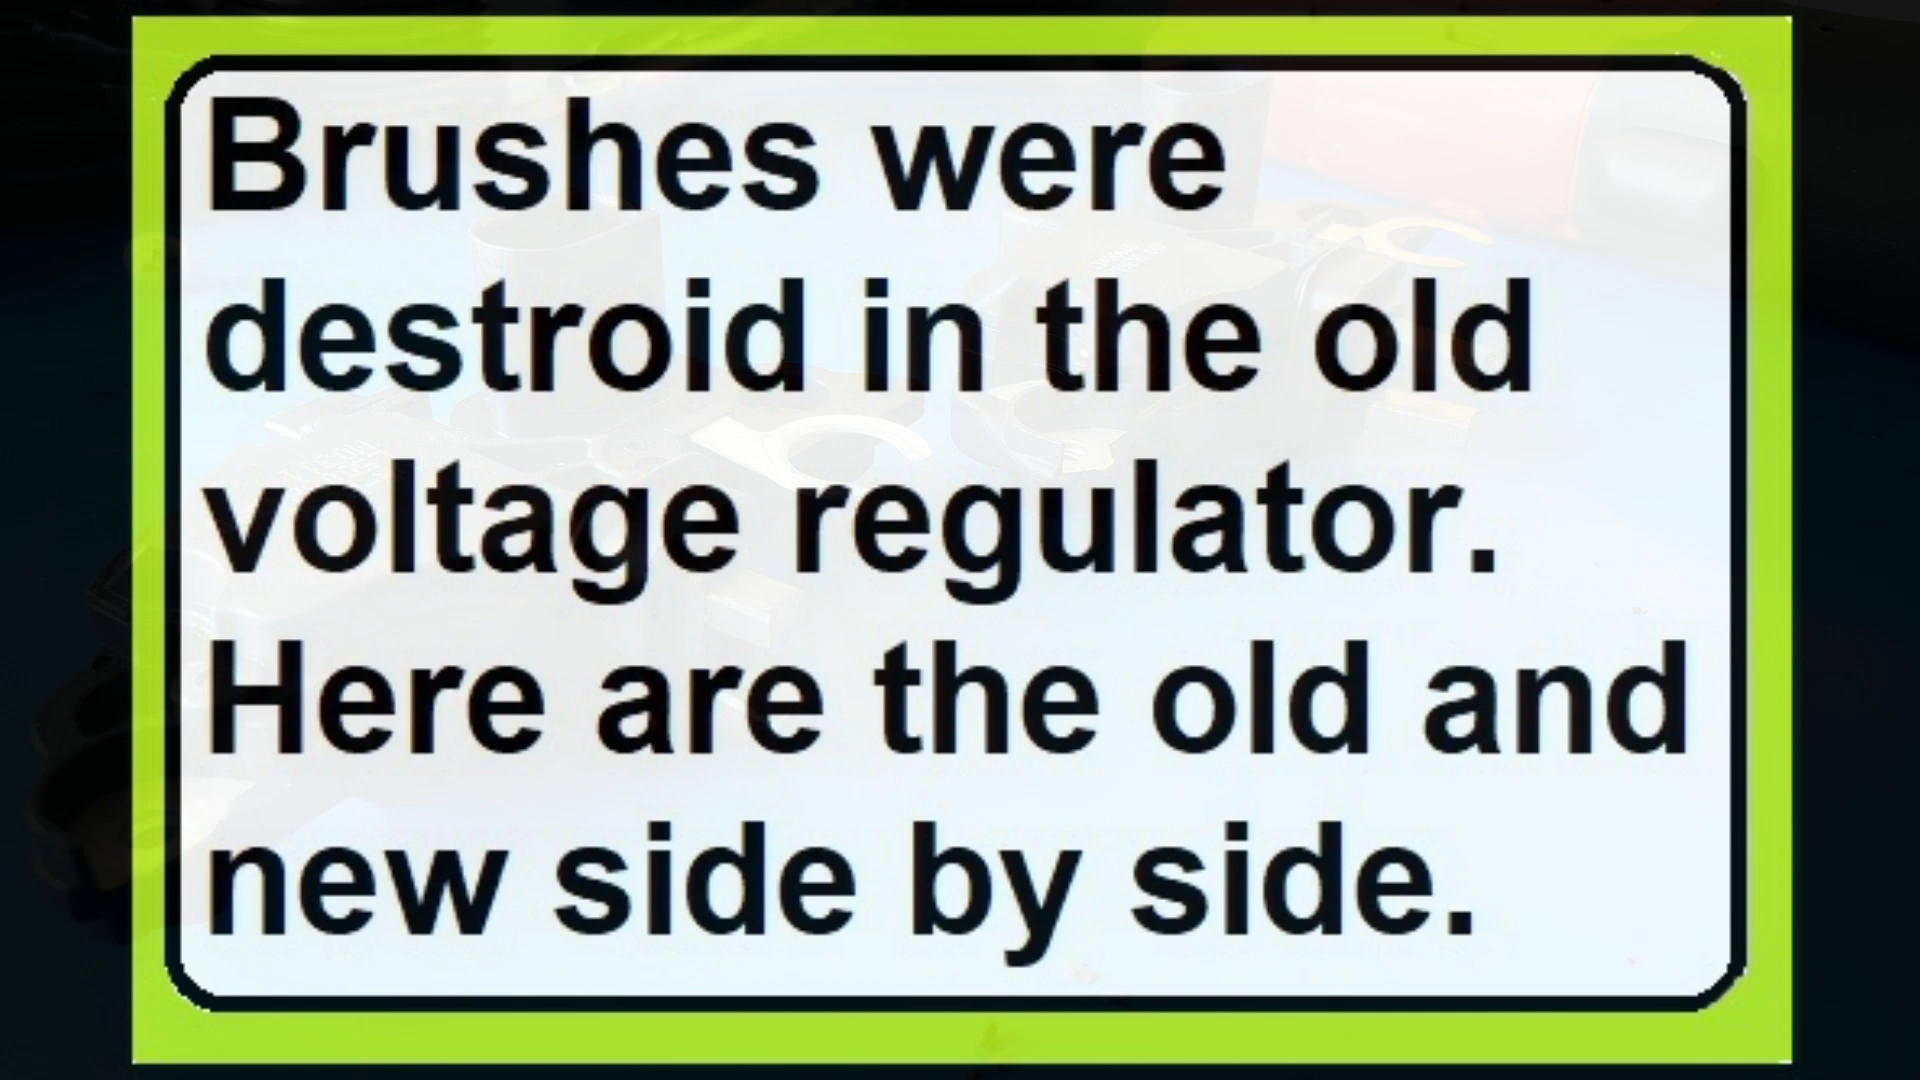 Brushes were
destroid in the old
voltage regulator.
Here are the old and
new side by side.